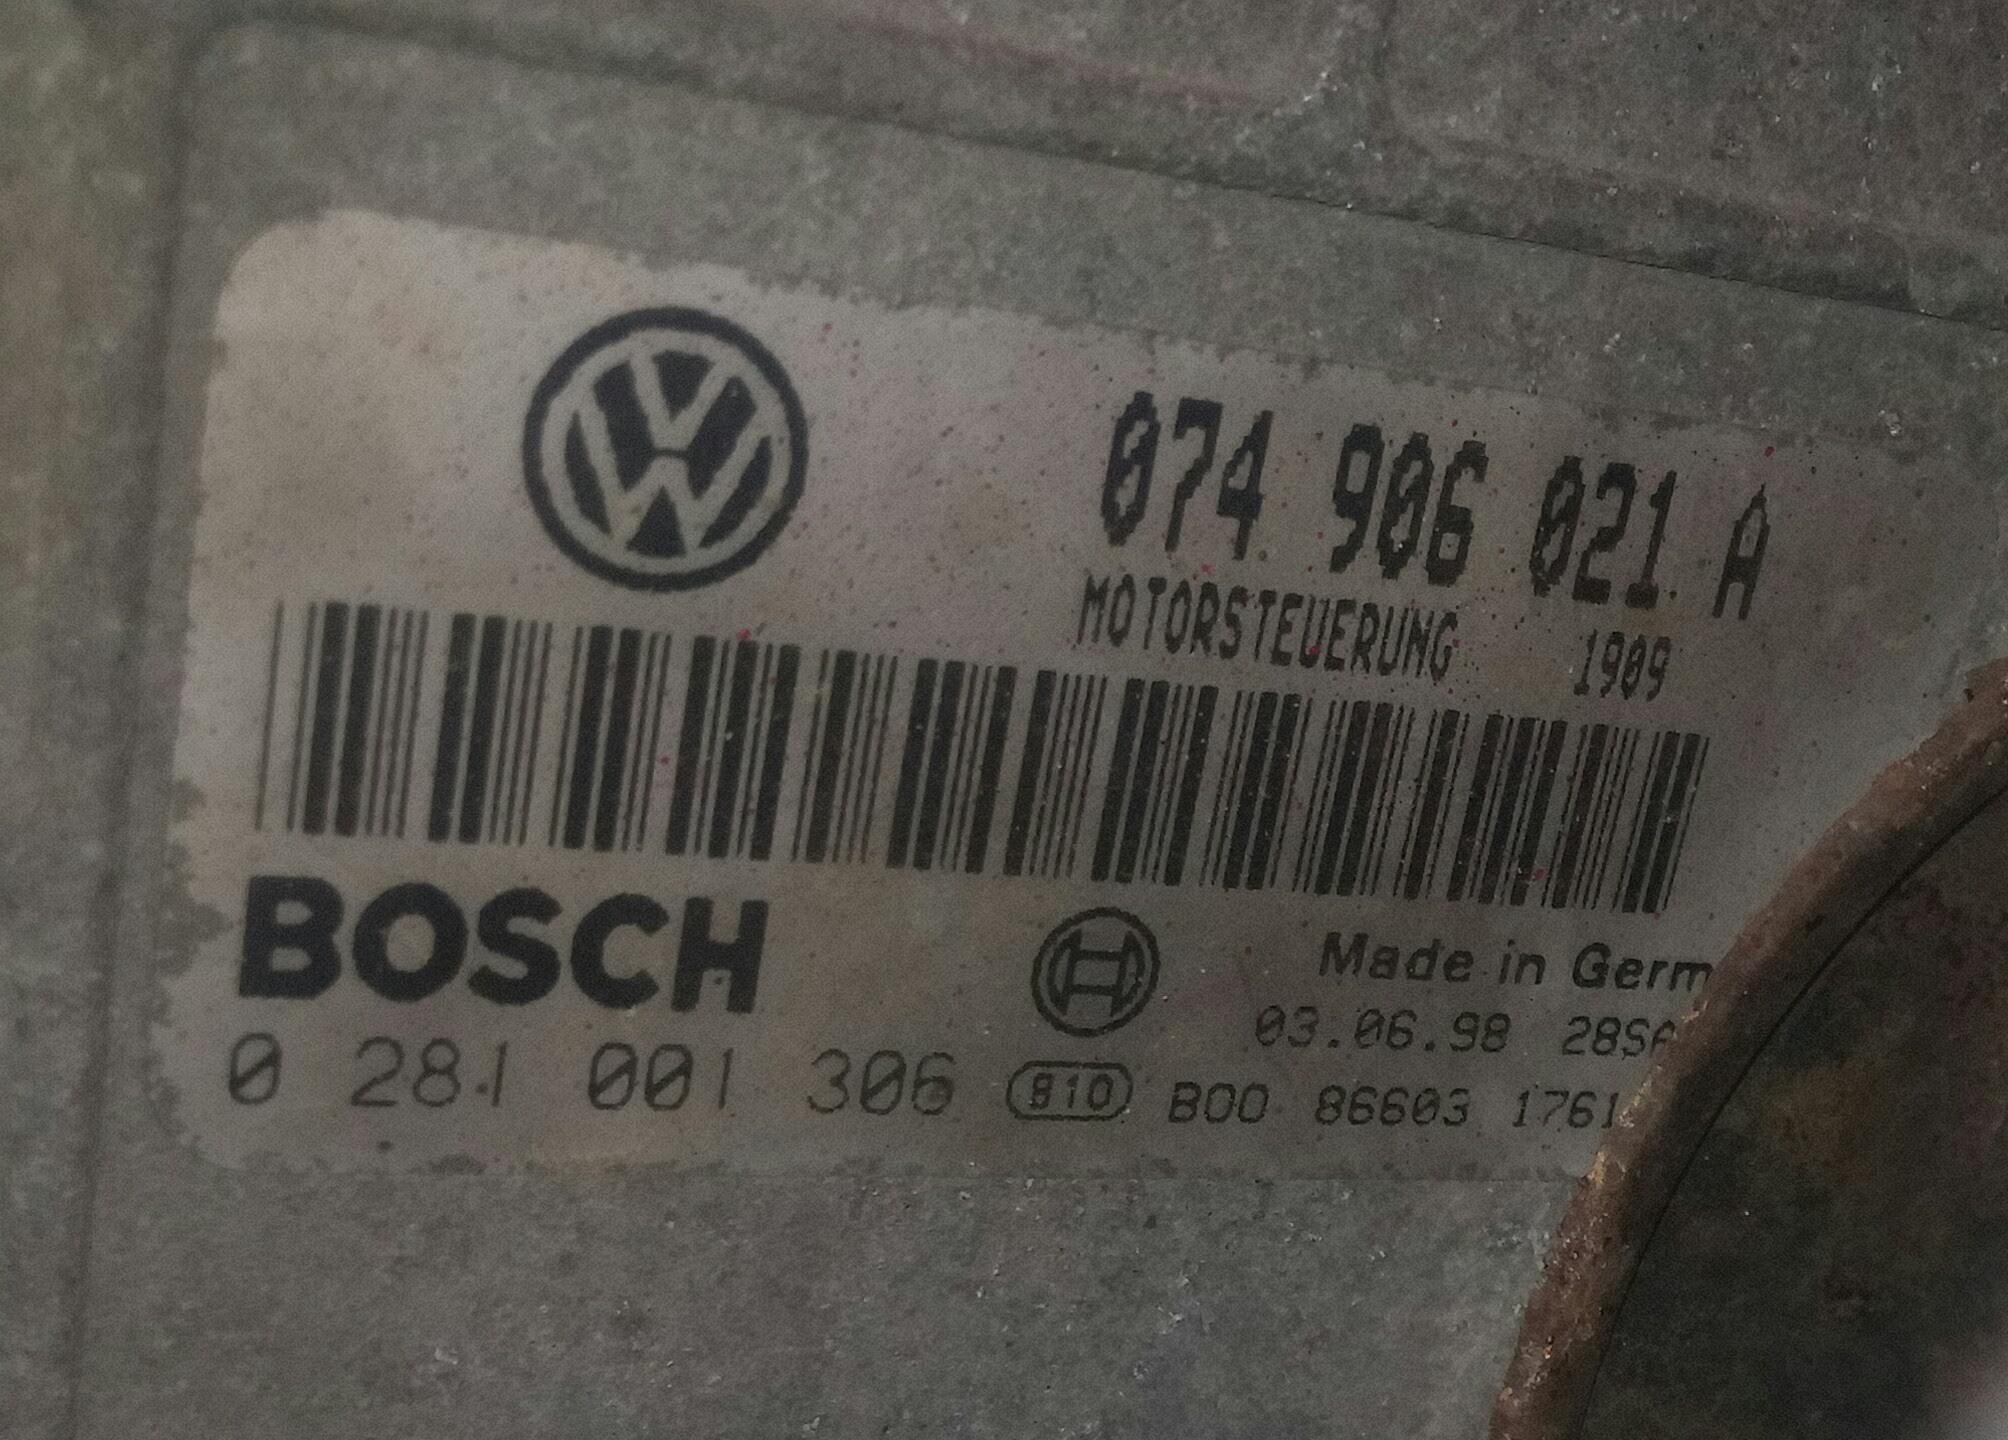 074 906 021 A
MOTORSTEUERUNG 1909
BOSCH
Made in Germ
03.06.98 28SA
0 281 001 306 810 B00 86603 1761